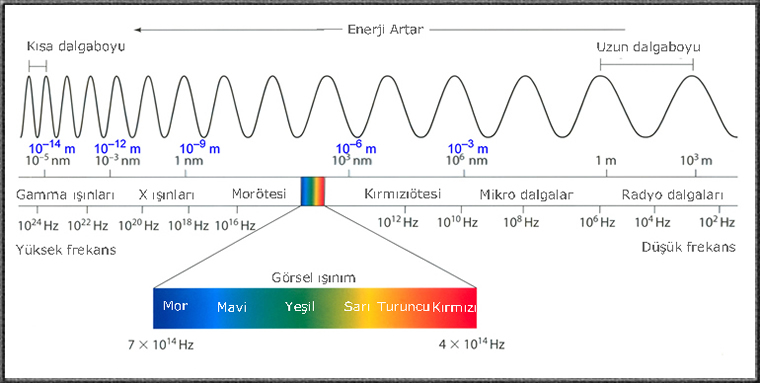 Enerji Artar
Kısa dalgaboyu Uzun dalgaboyu
10⁻¹⁴ m 10⁻¹² m 10⁻⁹ m 10⁻⁶ m 10⁻³ m
10⁻⁵ nm 10⁻³ nm 1 nm 10³ nm 10⁶ nm 1 m 10³ m
Gamma ışınları X ışınları Morötesi Kırmızıötesi Mikro dalgalar Radyo dalgaları
10²⁴ Hz 10²² Hz 10²⁰ Hz 10¹⁸ Hz 10¹⁶ Hz 10¹² Hz 10¹⁰ Hz 10⁸ Hz 10⁶ Hz 10⁴ Hz 10² Hz
Yüksek frekans Düşük frekans
Görsel ışınım
Mor Mavi Yeşil Sarı Turuncu Kırmızı
7 × 10¹⁴ Hz 4 × 10¹⁴ Hz